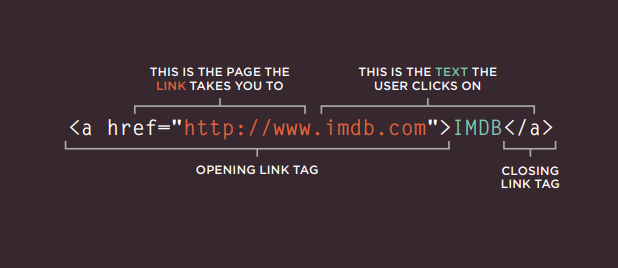 THIS IS THE PAGE THE
LINK TAKES YOU TO
THIS IS THE TEXT THE
USER CLICKS ON
<a href="http://www.imdb.com">IMDB</a>
OPENING LINK TAG
CLOSING
LINK TAG